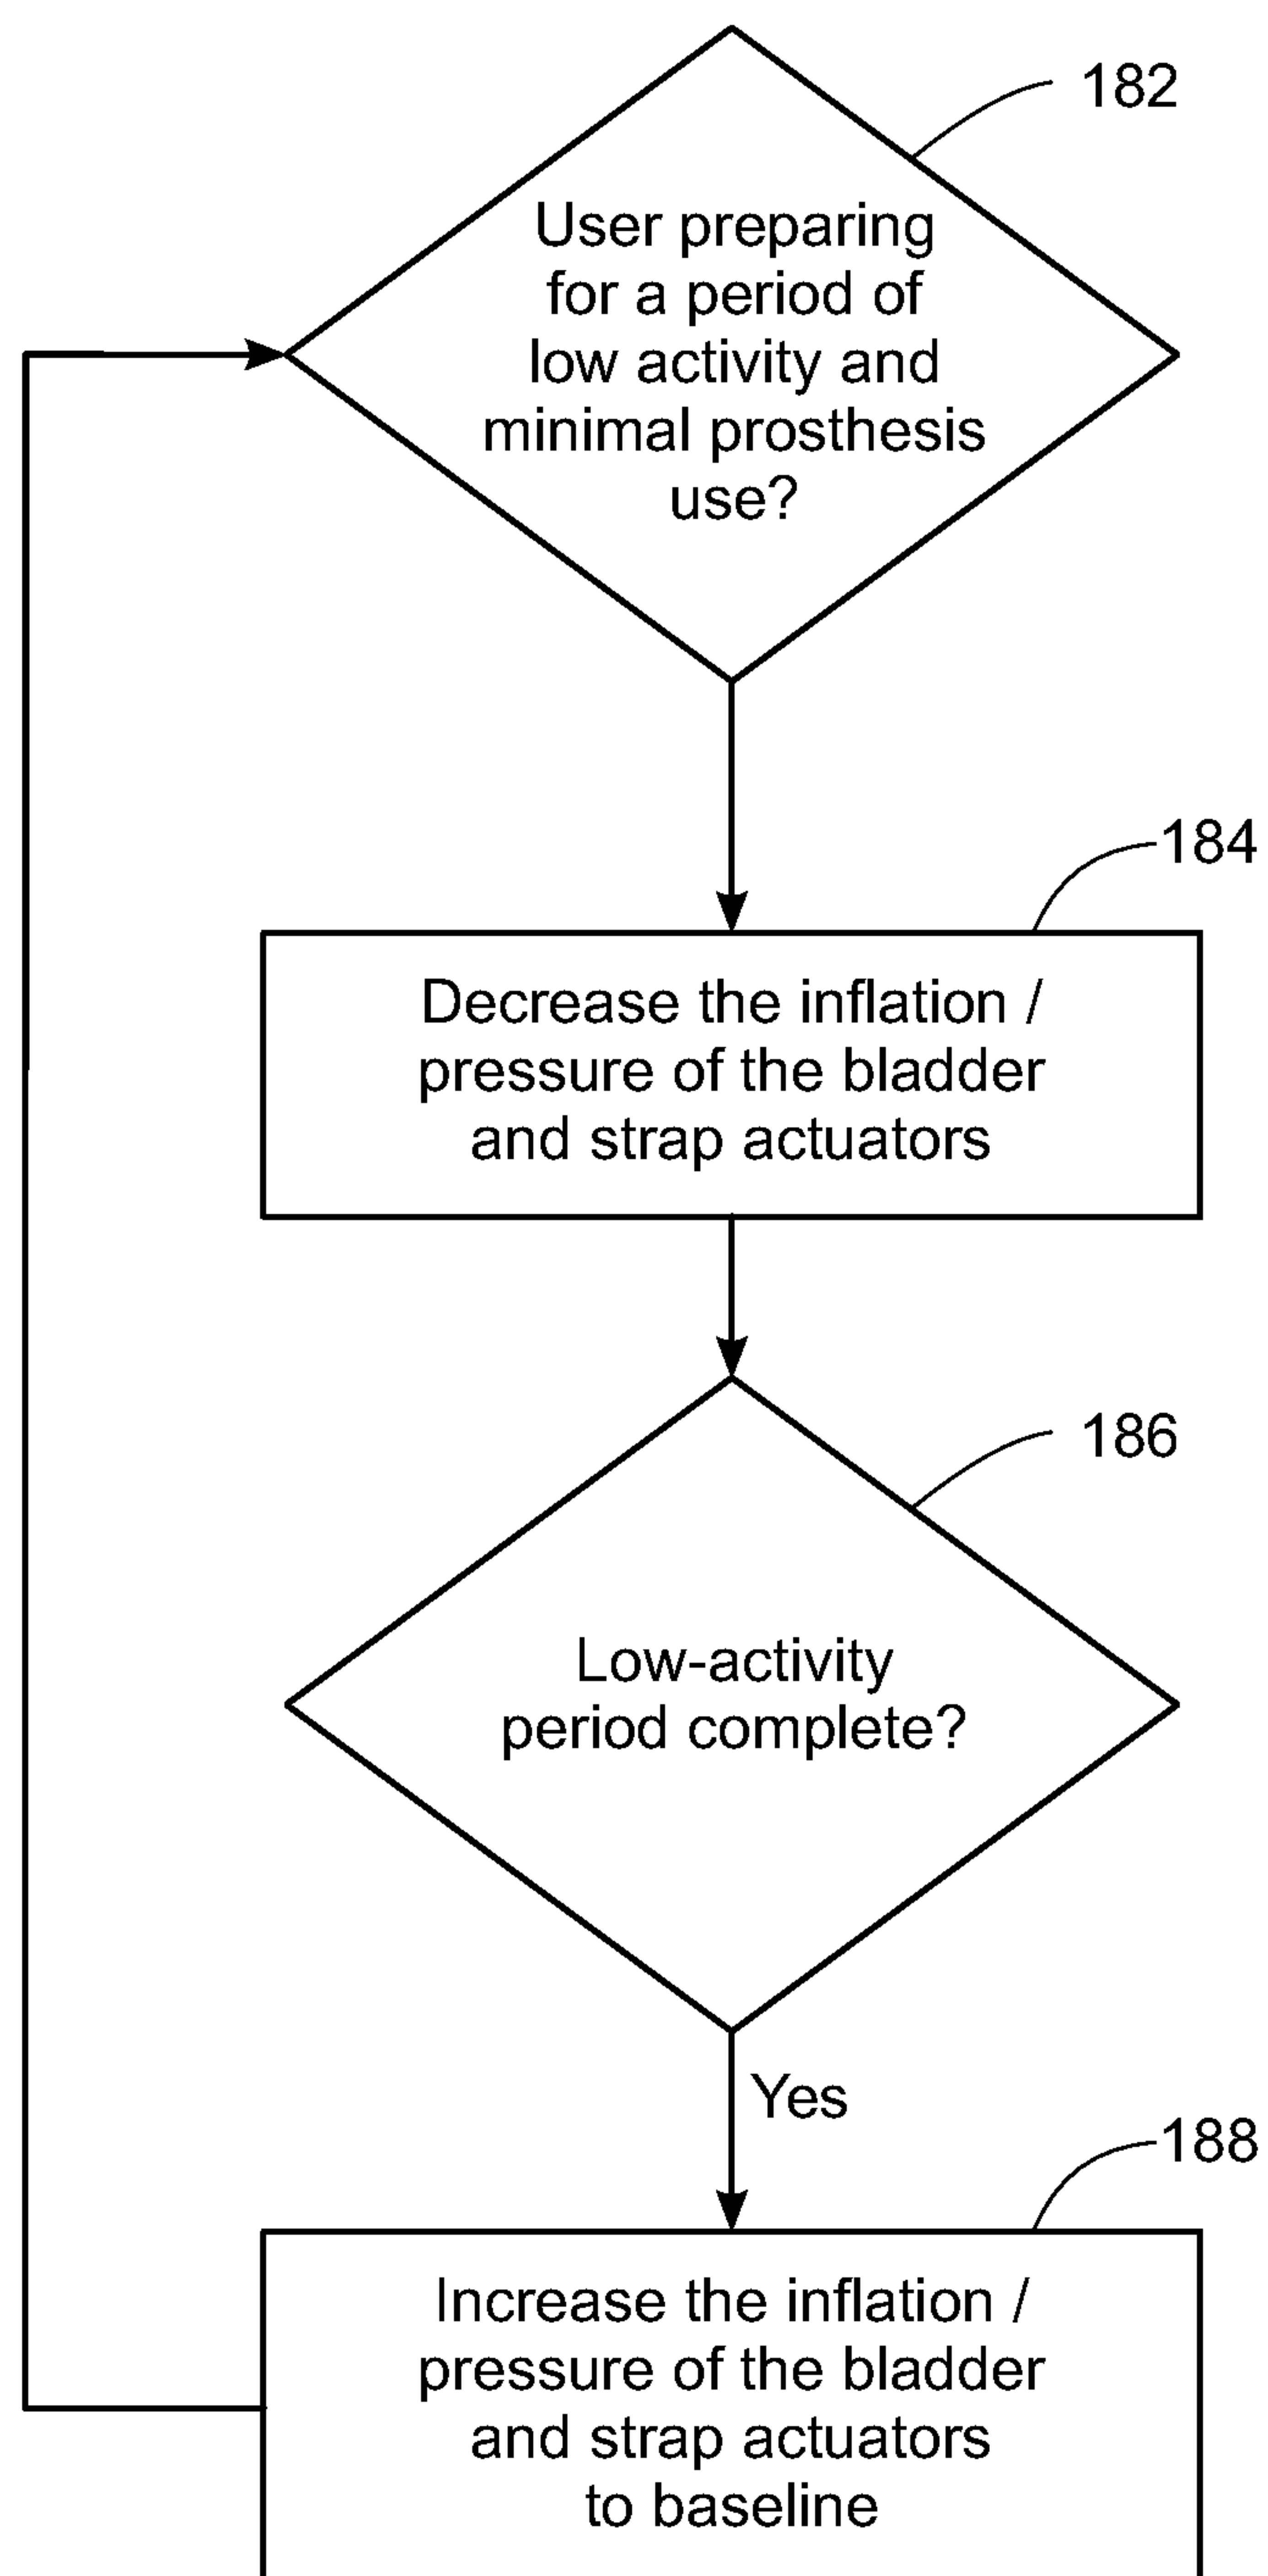 182
User preparing
for a period of
low activity and
minimal prosthesis
use?
184
Decrease the inflation /
pressure of the bladder
and strap actuators
186
Low-activity
period complete?
Yes
188
Increase the inflation /
pressure of the bladder
and strap actuators
to baseline